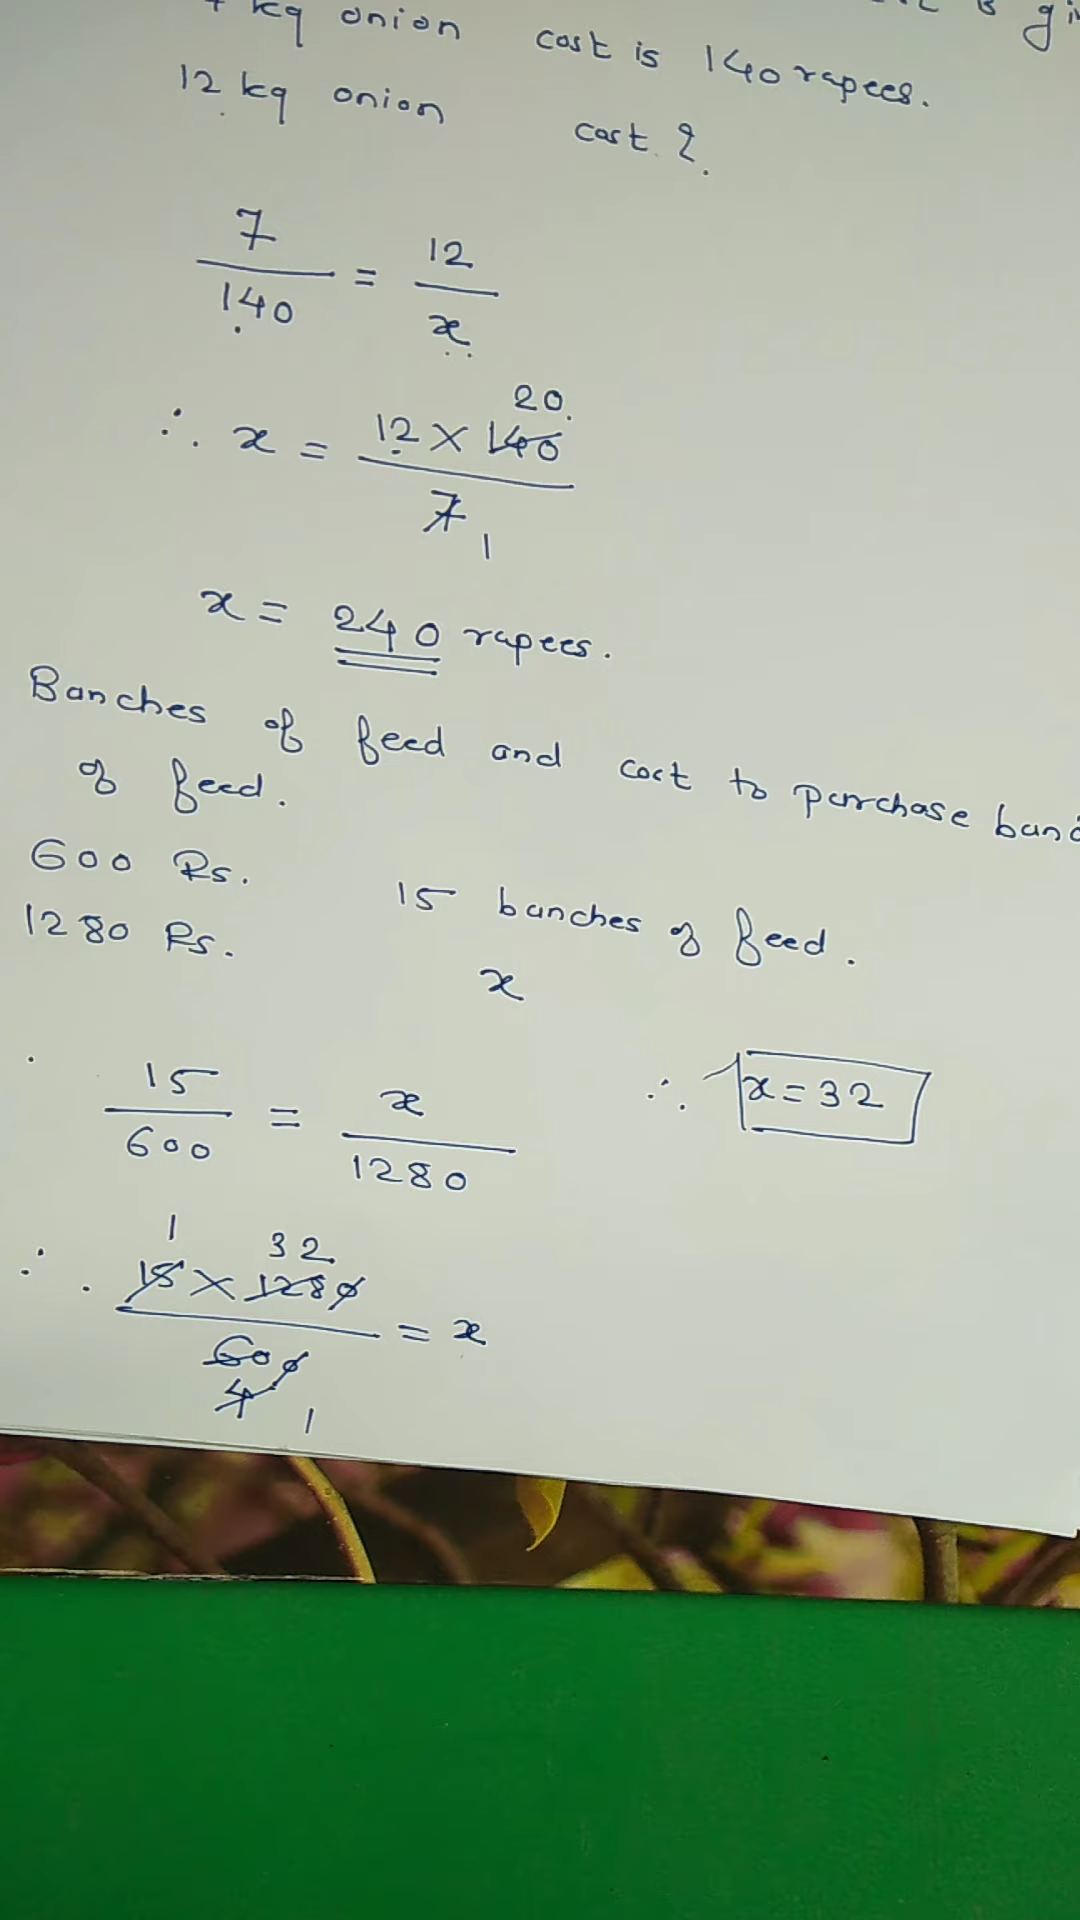 kg onion cost is 140 rupees.
12 kg onion cost ?
7/140 = 12/x
20
∴ x = 12 × 140 / 7
1
x = 240 rupees.
Bunches of feed and cost to purchase
of feed.
600 Rs. 15 bunches of feed.
1280 Rs. x
15/600 = x/1280 ∴ x = 32
1 32
∴ 15 × 1280 / 600 = x
4 1